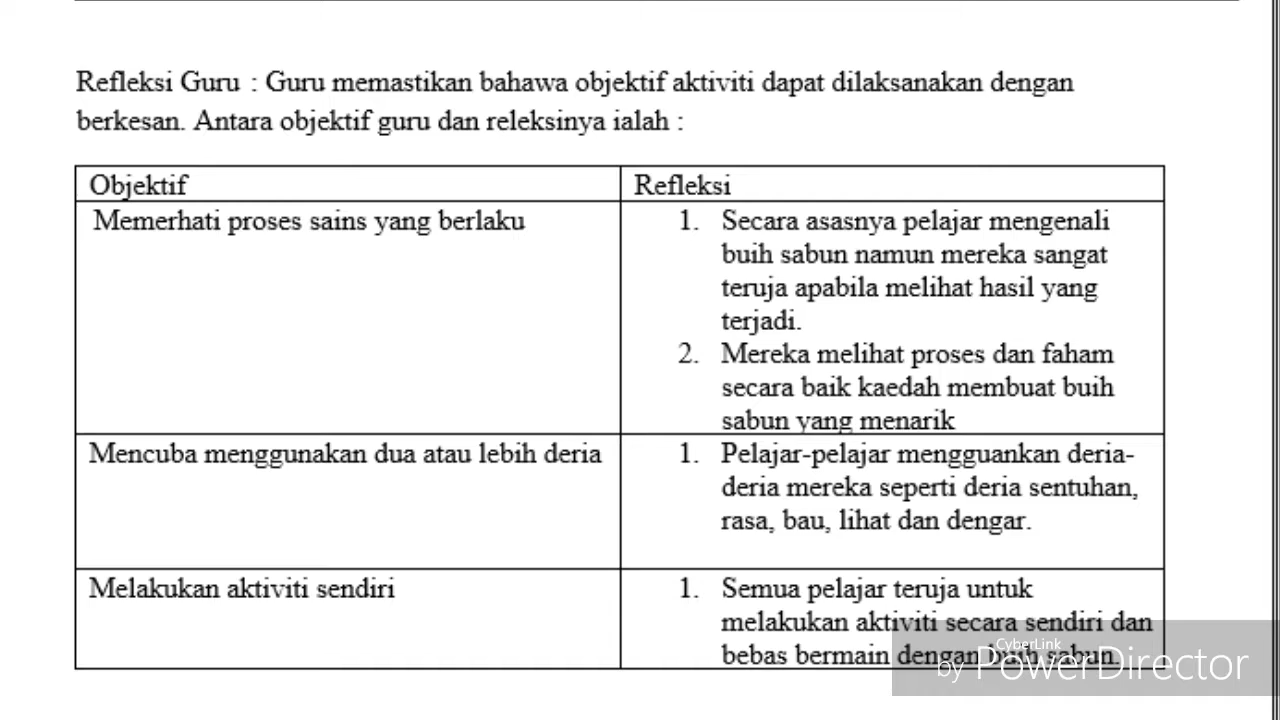 Refleksi Guru : Guru memastikan bahawa objektif aktiviti dapat dilaksanakan dengan
berkesan. Antara objektif guru dan releksinya ialah :
Objektif
Refleksi
Memerhati proses sains yang berlaku
1. Secara asasnya pelajar mengenali
buih sabun namun mereka sangat
teruja apabila melihat hasil yang
terjadi.
2. Mereka melihat proses dan faham
secara baik kaedah membuat buih
sabun yang menarik
Mencuba menggunakan dua atau lebih deria
1. Pelajar-pelajar mengguankan deria-
deria mereka seperti deria sentuhan,
rasa, bau, lihat dan dengar.
Melakukan aktiviti sendiri
1. Semua pelajar teruja untuk
melakukan aktiviti secara sendiri dan
bebas bermain dengan buih sabun.
CyberLink
by PowerDirector